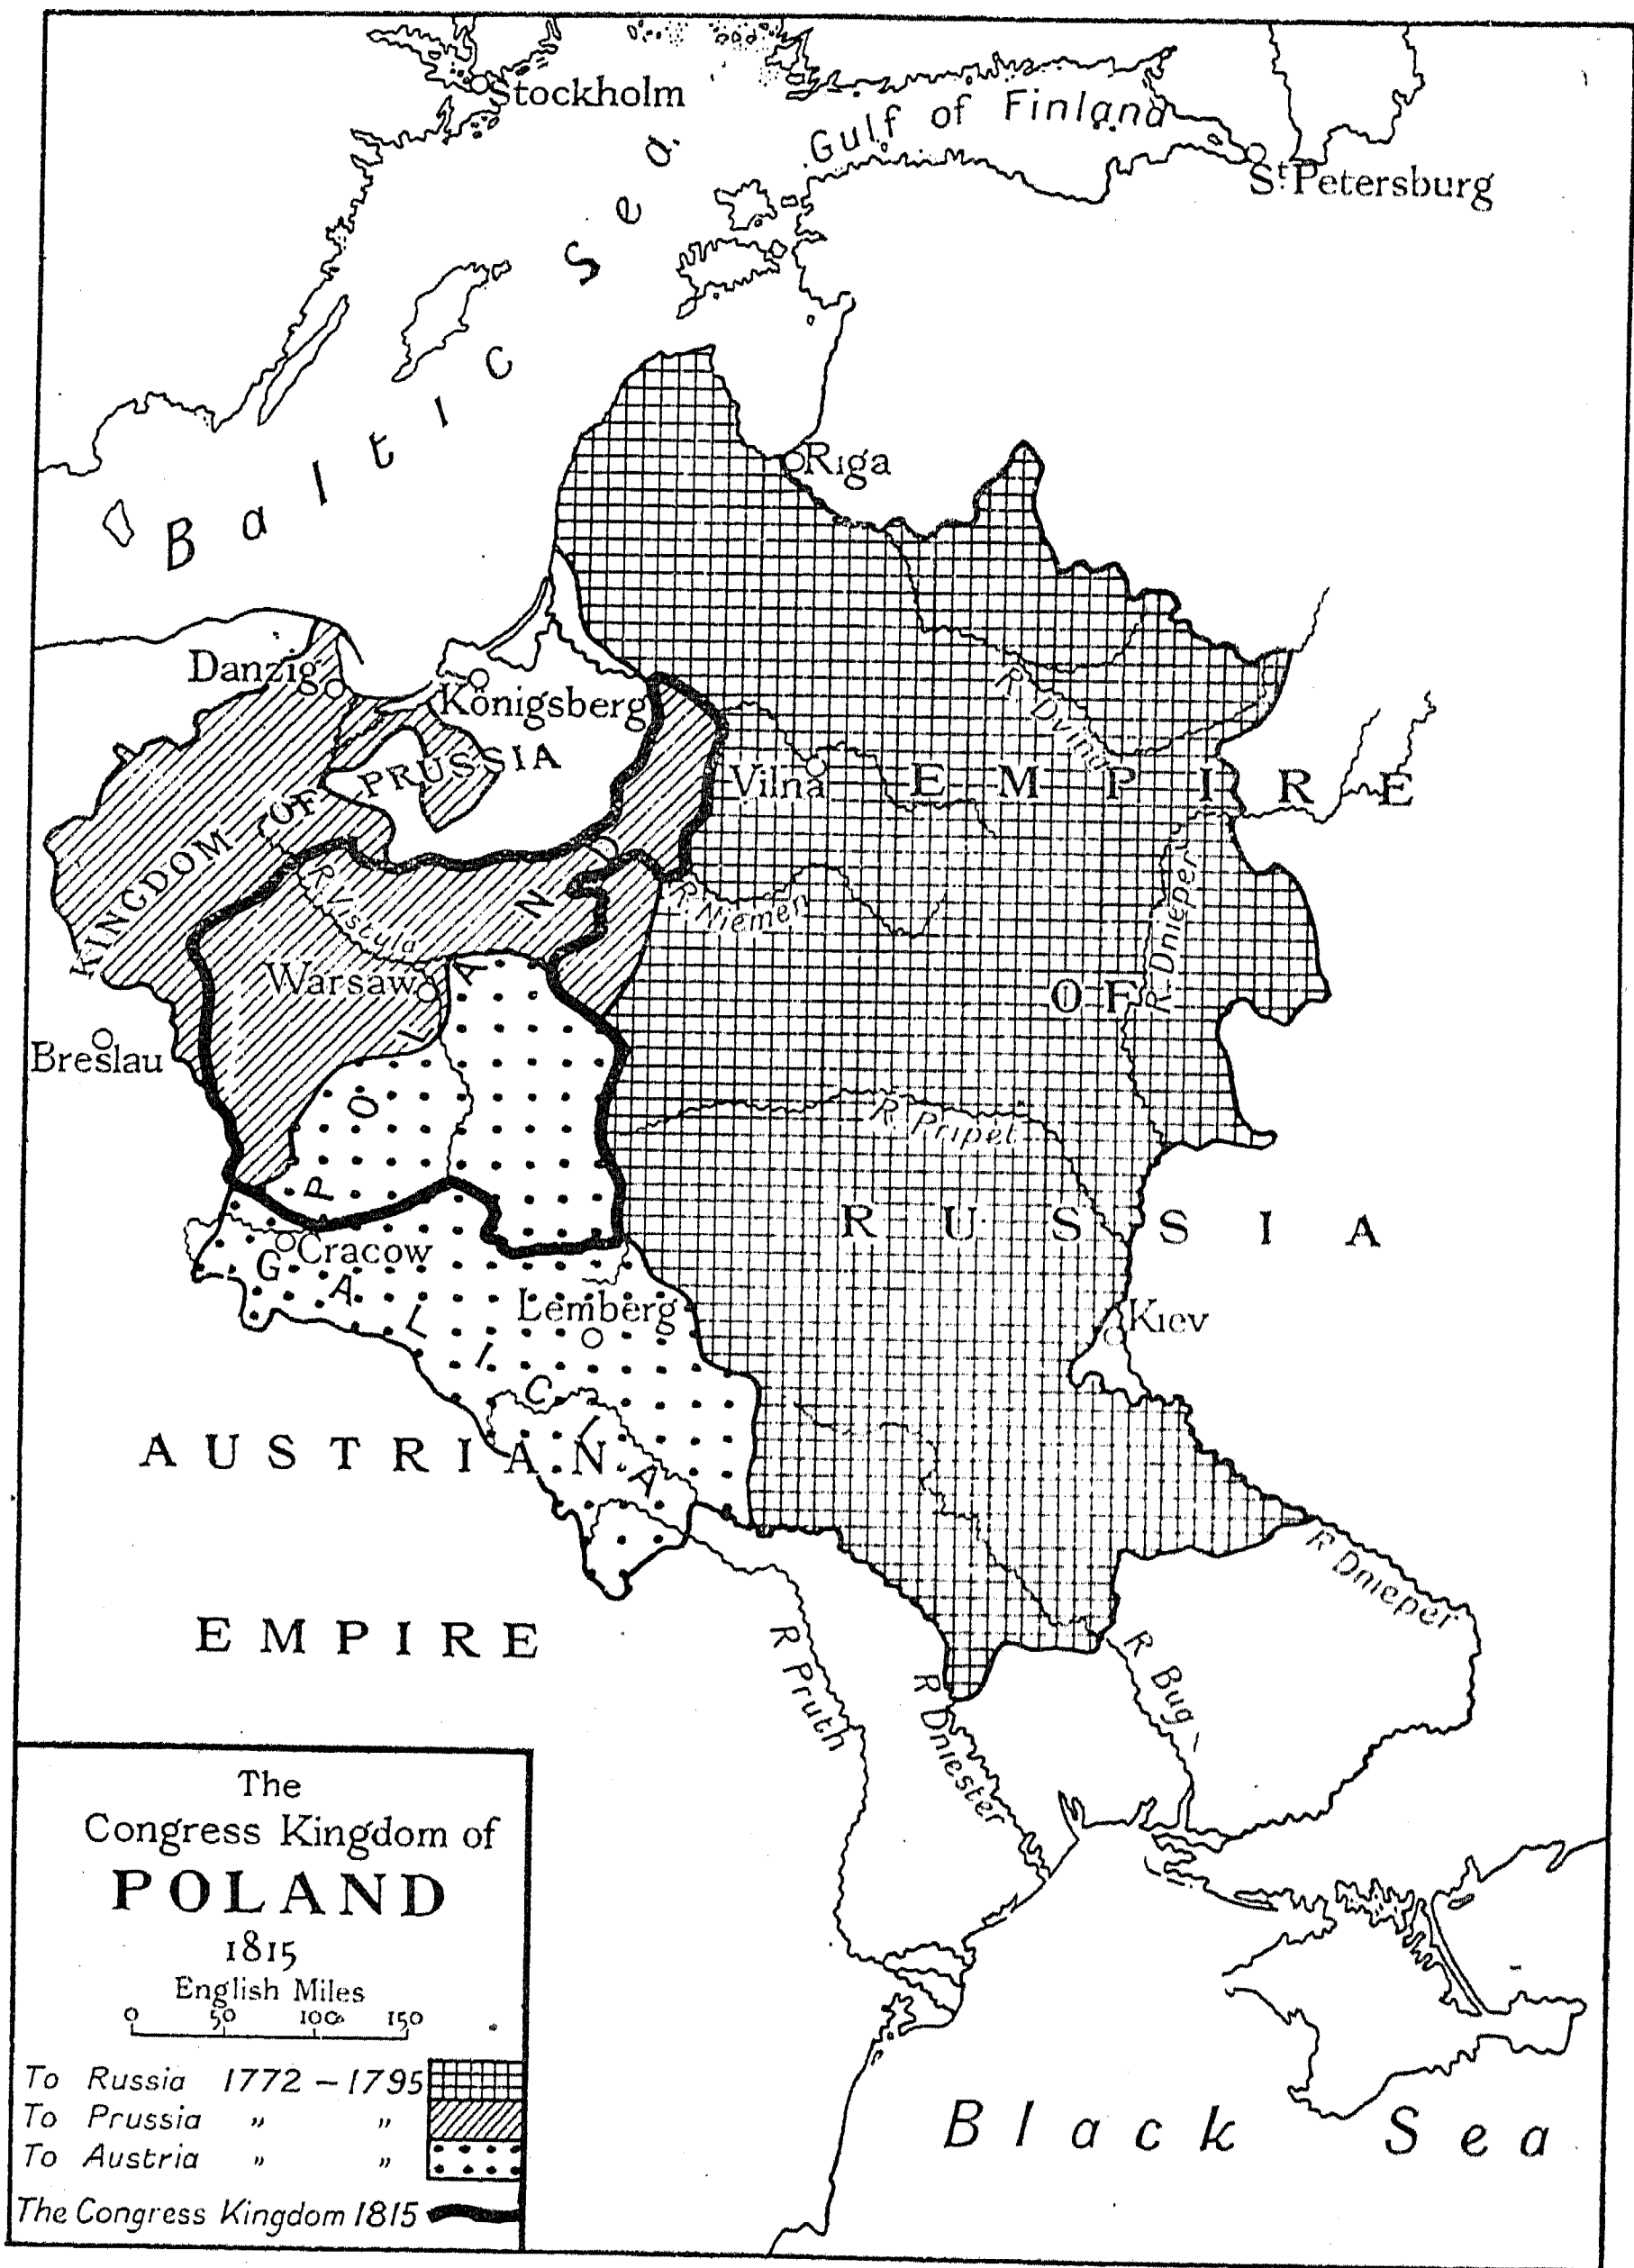 Stockholm
Gulf of Finland
St Petersburg
Baltic Sea
Riga
Danzig
Königsberg
R Dvina
KINGDOM OF PRUSSIA
Vilna
EMPIRE
R Vistula
R Niemen
R Dnieper
Warsaw
OF
Breslau
POLAN
R Pripet
RUSSIA
Cracow
GALICIA
Lemberg
Kiev
AUSTRIAN
R Dnieper
EMPIRE
R Pruth
R Dniester
R Bug
The
Congress Kingdom of
POLAND
1815
English Miles
0 50 100 150
To Russia 1772-1795
To Prussia " "
To Austria " "
The Congress Kingdom 1815
Black Sea